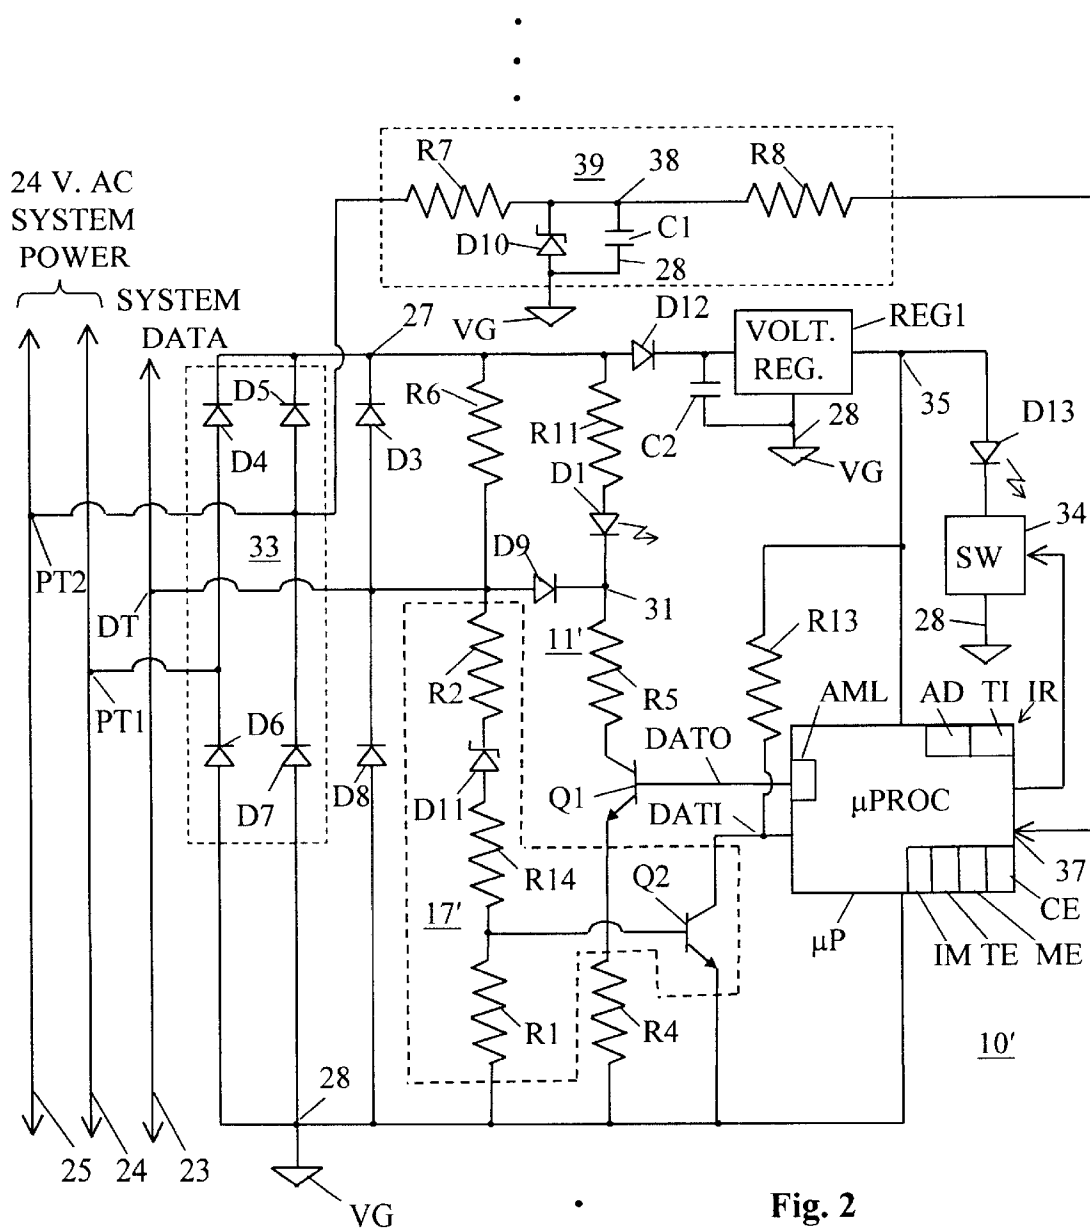 R7
39
38
R8
24 V. AC
SYSTEM
POWER
D10
C1
28
SYSTEM
DATA
27
VG
D12
VOLT.
REG.
REG1
D5
R6
R11
C2
28
35
D13
D4
D3
D1
VG
33
D9
SW
34
PT2
DT
31
28
R2
11'
R13
PT1
R5
AML
AD
TI
IR
D6
DATO
D7
D8
D11
Q1
DATI
μPROC
R14
Q2
37
17'
μP
CE
IM
TE
ME
R1
R4
10'
28
25
24
23
VG
Fig. 2